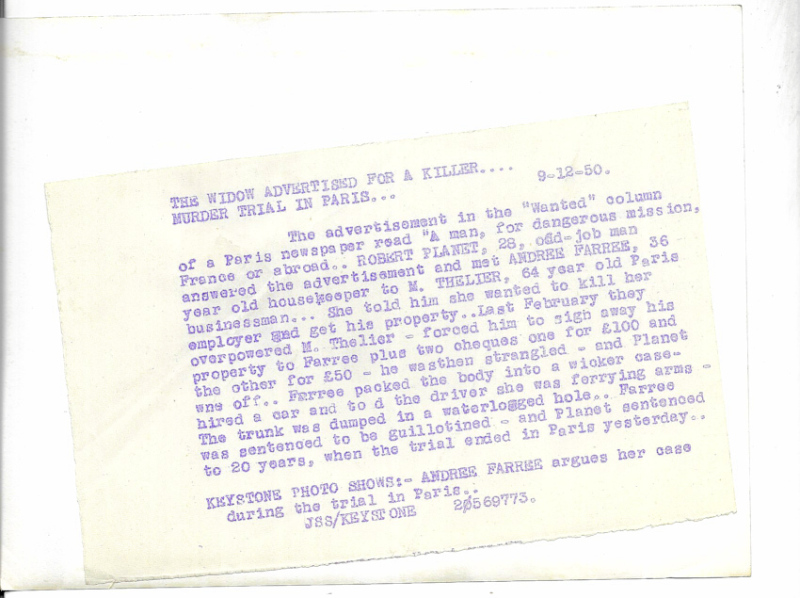 THE WIDOW ADVERTISED FOR A KILLER....
9-12-50.
MURDER TRIAL IN PARIS...
The advertisement in the "Wanted" column
of a Paris newspaper read "A man, for dangerous mission,
France or abroad.. ROBERT PLANET, 28, odd-job man
answered the advertisement and met ANDREE FARREE, 36
year old housekeeper to M. THELIER, 64 year old Paris
businessman... She told him she wanted to kill her
employer and get his property..Last February they
overpowered M. Thelier - forced him to sigh away his
property to Farree plus two cheques one for £100 and
the other for £50 - he wasthen strangled - and Planet
wne off.. Farree packed the body into a wicker case-
hired a car and to d the driver she was ferrying arms -
The trunk was dumped in a waterlogged hole.. Farree
was sentenced to be guillotined - and Planet sentenced
to 20 years, when the trial ended in Paris yesterday..
KEYSTONE PHOTO SHOWS:- ANDREE FARREE argues her case
during the trial in Paris..
JSS/KEYSTONE 20569773.